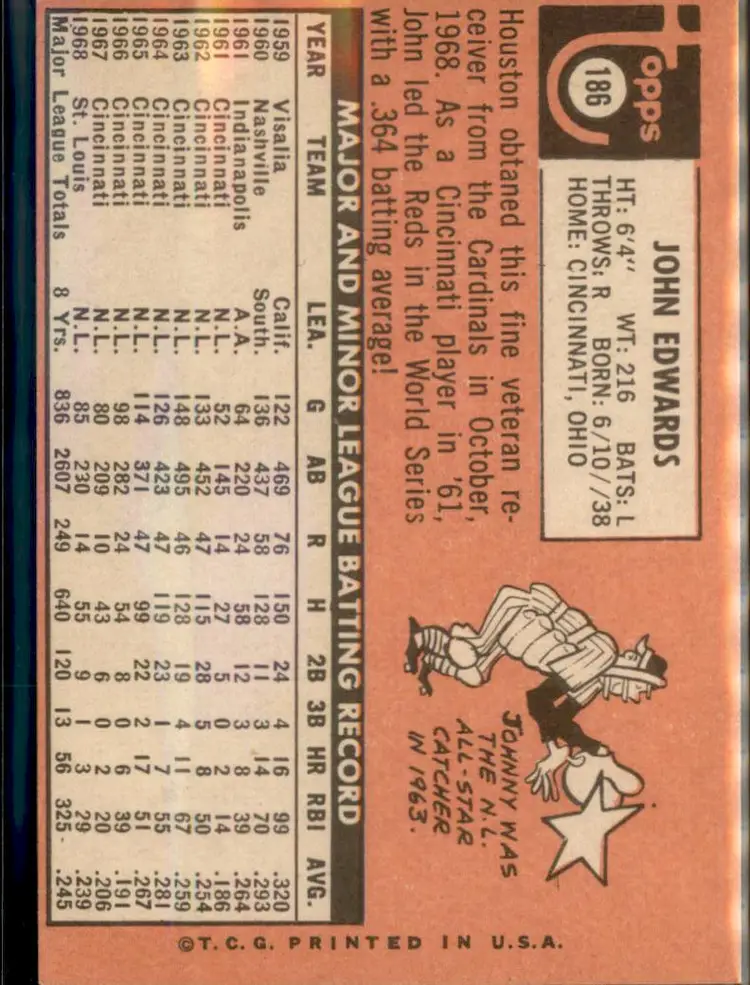 Topps
186
JOHN EDWARDS
HT: 6'4" WT: 216 BATS: L
THROWS: R BORN: 6/10//38
HOME: CINCINNATI, OHIO
Houston obtaned this fine veteran re-
ceiver from the Cardinals in October,
1968. As a Cincinnati player in '61,
John led the Reds in the World Series
with a .364 batting average!
JOHNNY WAS
THE N.L.
ALL-STAR
CATCHER
IN 1963.
MAJOR AND MINOR LEAGUE BATTING RECORD
YEAR TEAM LEA. G AB R H 2B 3B HR RBI AVG.
1959 Visalia Calif. 122 469 76 150 24 4 16 99 .320
1960 Nashville South. 136 437 58 128 11 3 14 70 .293
1961 Indianapolis A.A. 64 220 24 58 12 3 8 39 .264
1961 Cincinnati N.L. 52 145 14 27 5 0 2 14 .186
1962 Cincinnati N.L. 133 452 47 115 28 5 8 50 .254
1963 Cincinnati N.L. 148 495 46 128 19 4 11 67 .259
1964 Cincinnati N.L. 126 423 47 119 23 1 7 55 .281
1965 Cincinnati N.L. 114 371 47 99 22 2 17 51 .267
1966 Cincinnati N.L. 98 282 24 54 8 0 6 39 .191
1967 Cincinnati N.L. 80 209 10 43 6 0 2 20 .206
1968 St. Louis N.L. 85 230 14 55 9 1 3 29 .239
Major League Totals 8 Yrs. 836 2607 249 640 120 13 56 325 .245
©T.C.G. PRINTED IN U.S.A.